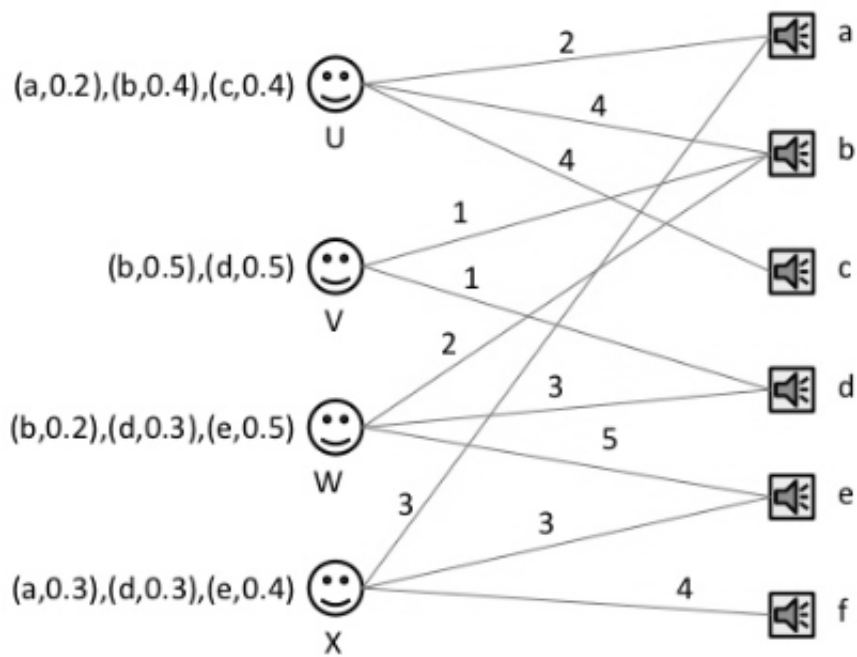 a
2
(a,0.2),(b,0.4),(c,0.4)
U
4
b
4
1
(b,0.5),(d,0.5)
V
1
c
2
3
d
(b,0.2),(d,0.3),(e,0.5)
W
5
e
3
3
(a,0.3),(d,0.3),(e,0.4)
X
4
f